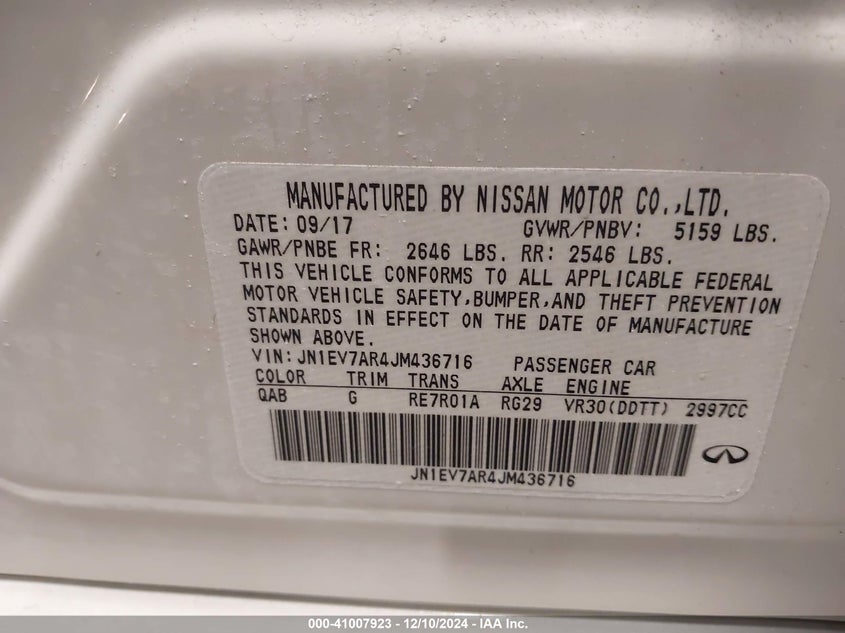 MANUFACTURED BY NISSAN MOTOR CO.,LTD.
DATE: 09/17 GVWR/PNBV: 5159 LBS.
GAWR/PNBE FR: 2646 LBS. RR: 2546 LBS.
THIS VEHICLE CONFORMS TO ALL APPLICABLE FEDERAL
MOTOR VEHICLE SAFETY,BUMPER,AND THEFT PREVENTION
STANDARDS IN EFFECT ON THE DATE OF MANUFACTURE
SHOWN ABOVE.
VIN: JN1EV7AR4JM436716 PASSENGER CAR
COLOR TRIM TRANS AXLE ENGINE
QAB G RE7R01A RG29 VR30(DDTT) 2997CC
JN1EV7AR4JM436716
000-41007923 - 12/10/2024 - IAA Inc.